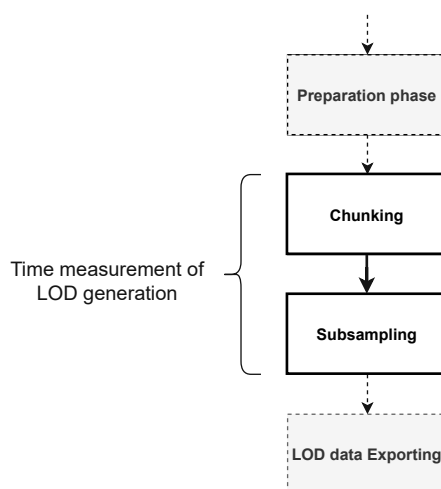 Preparation phase
Chunking
Time measurement of
LOD generation
Subsampling
LOD data Exporting